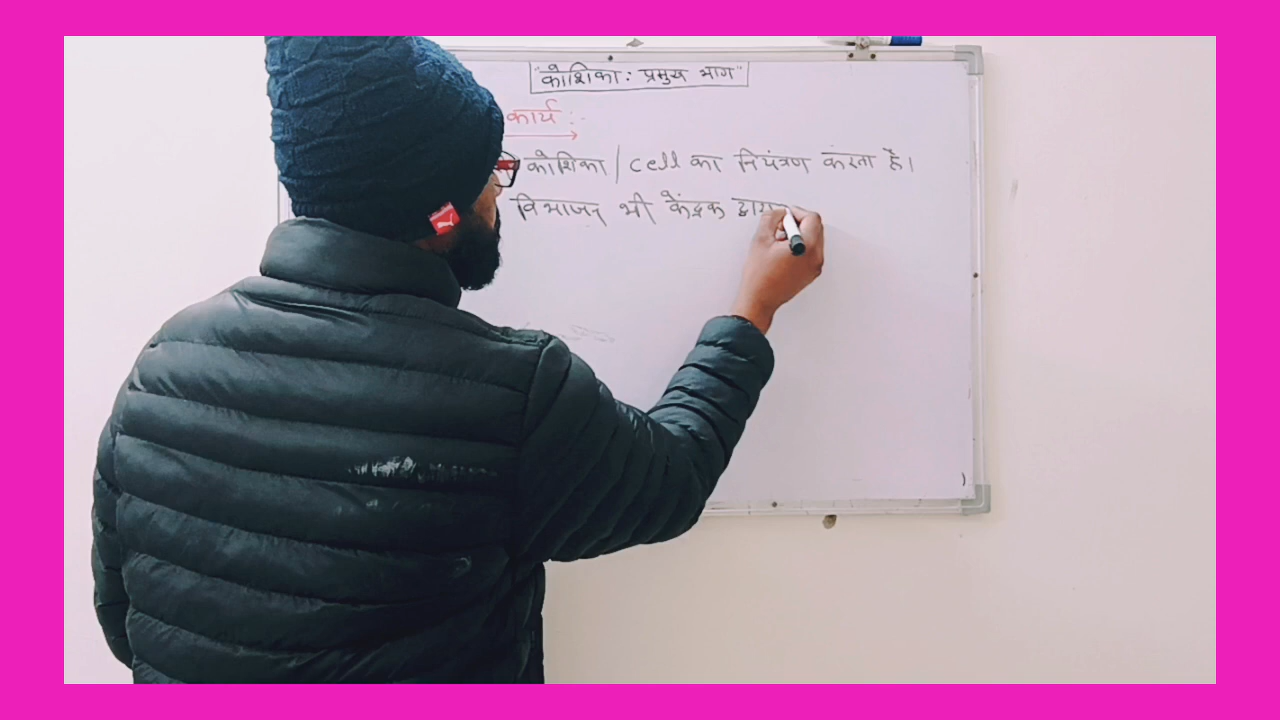 "कोशिका: प्रमुख भाग"
कार्य :-
कोशिका / cell का नियंत्रण करता है।
विभाजन भी केंद्रक द्वारा